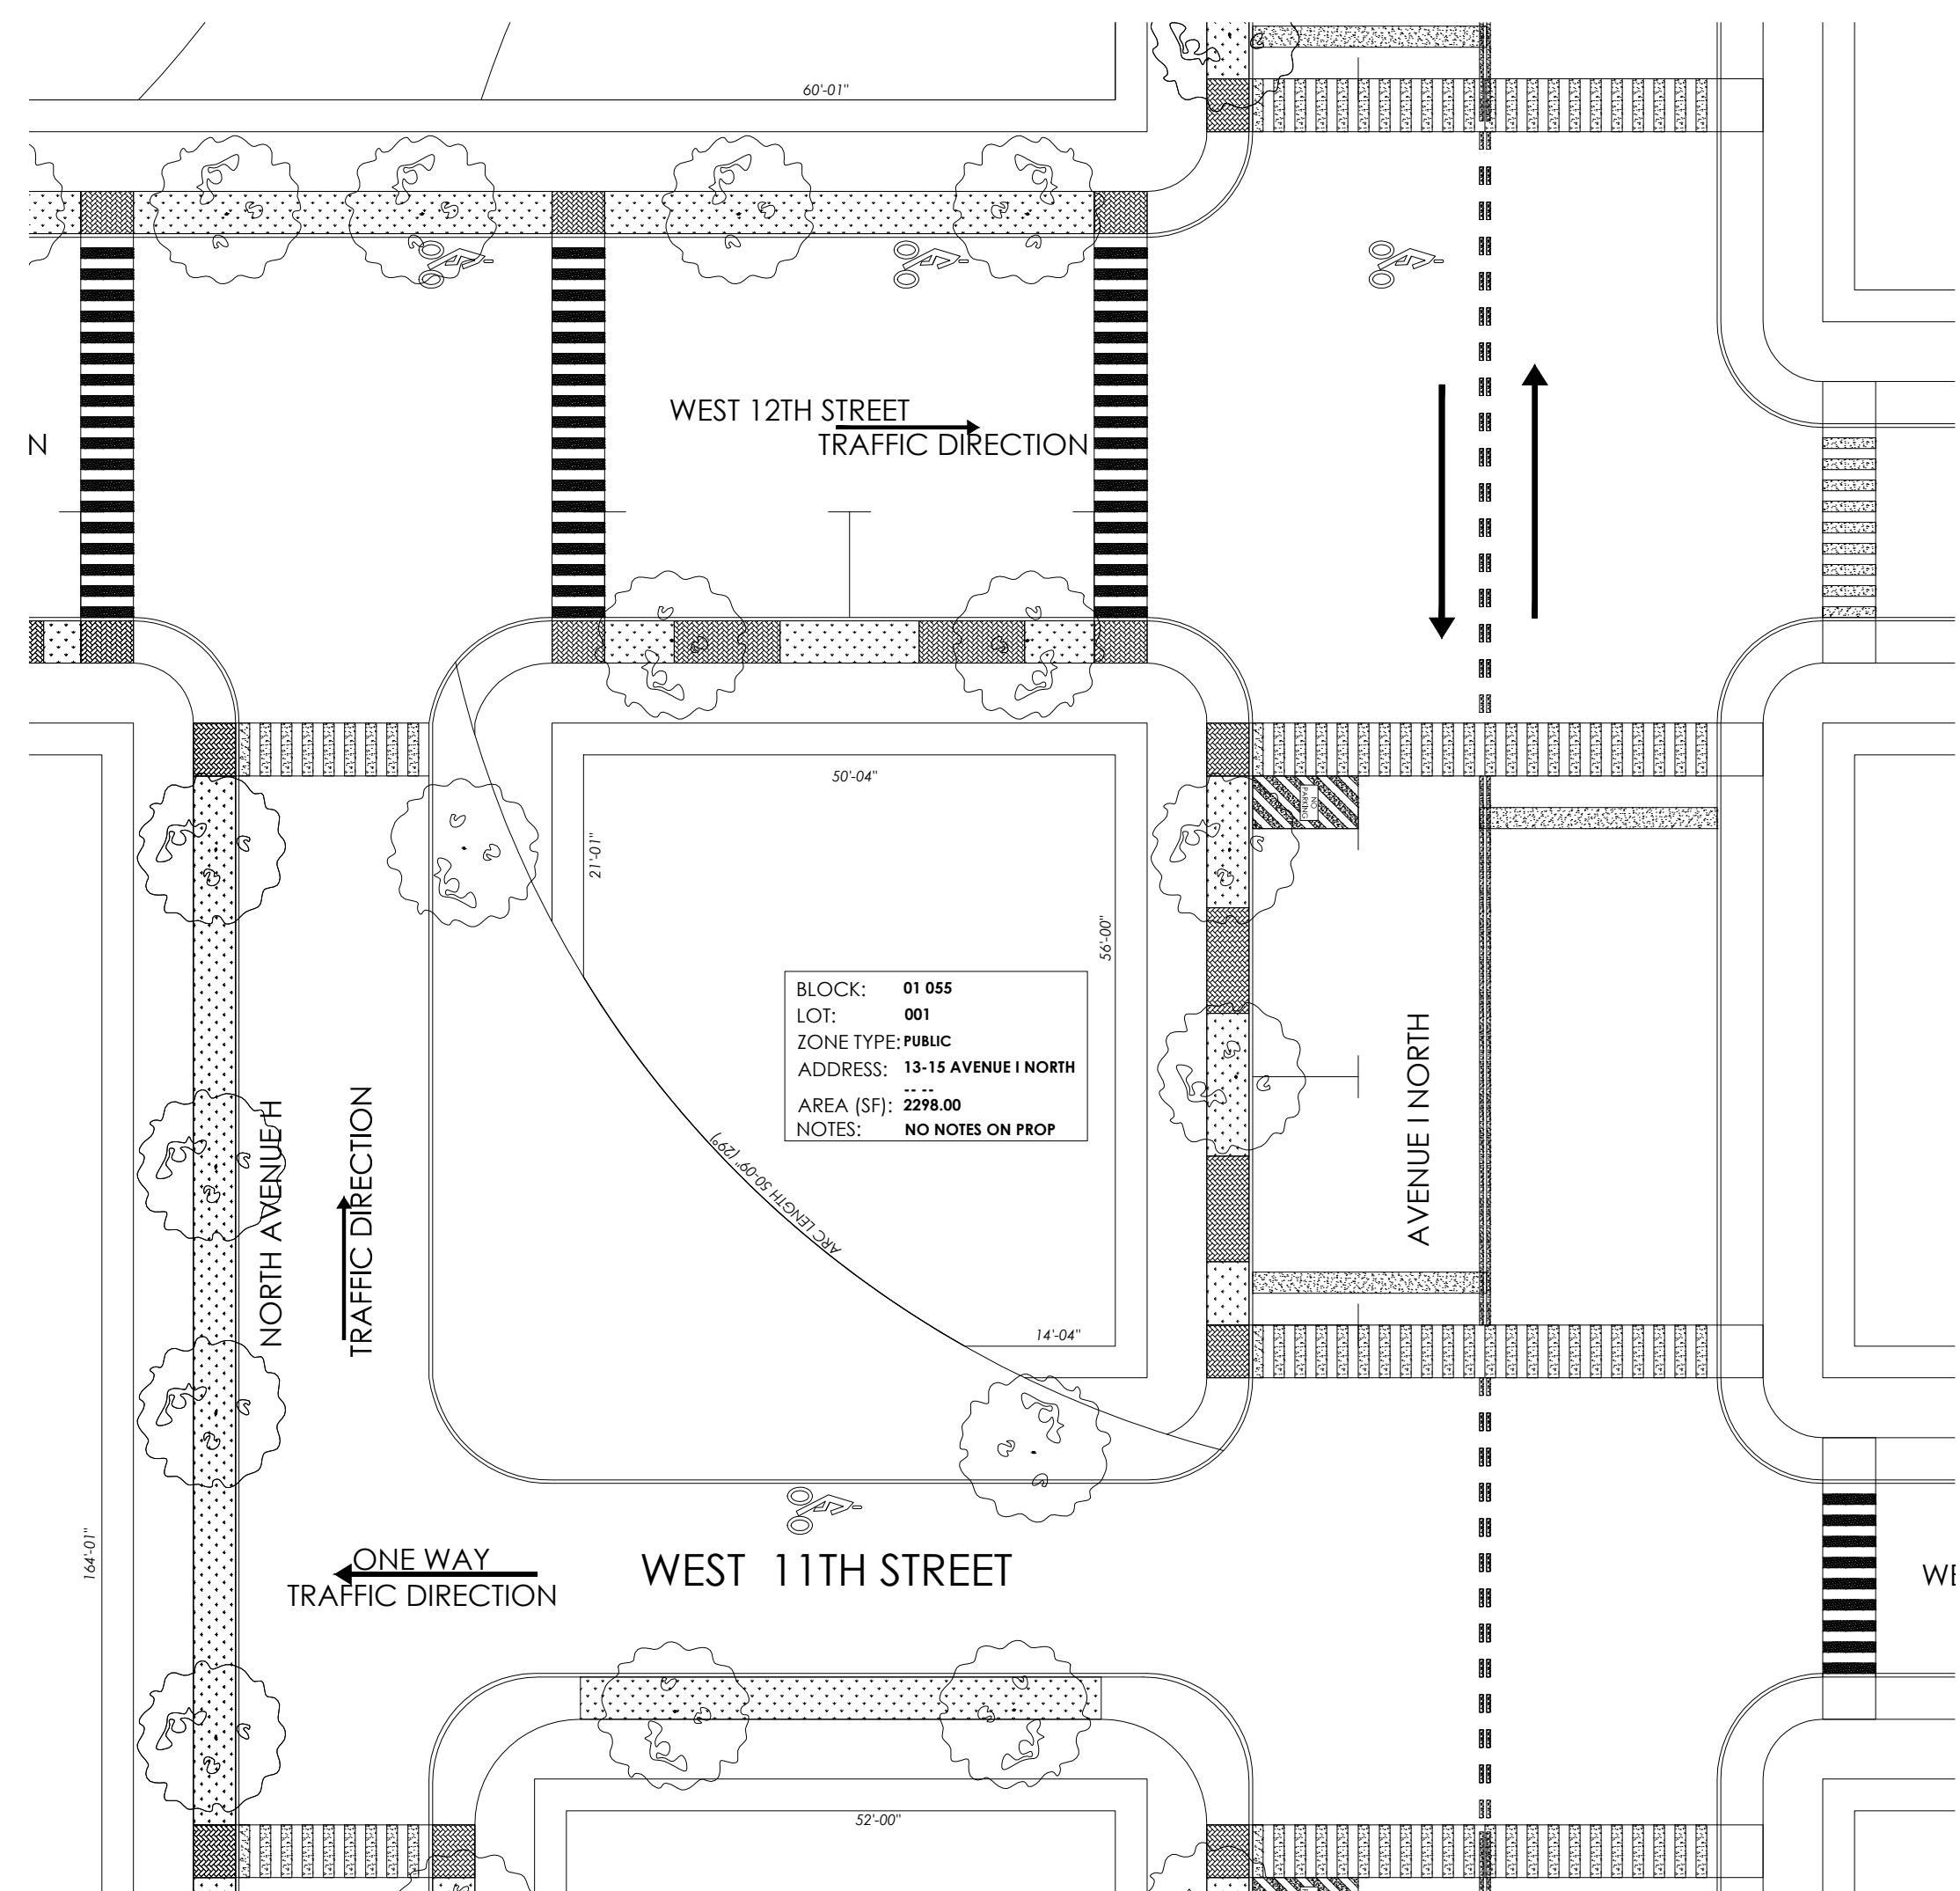 60'-01"
WEST 12TH STREET
TRAFFIC DIRECTION
N
50'-04"
21'-01"
56'-00"
NO
PARKING
BLOCK: 01 055
LOT: 001
ZONE TYPE: PUBLIC
ADDRESS: 13-15 AVENUE I NORTH
-- --
AREA (SF): 2298.00
NOTES: NO NOTES ON PROP
ARC LENGTH 50-09" (29°)
14'-04"
NORTH AVENUE H
TRAFFIC DIRECTION
AVENUE I NORTH
164'-01"
ONE WAY
TRAFFIC DIRECTION
WEST 11TH STREET
WE
52'-00"